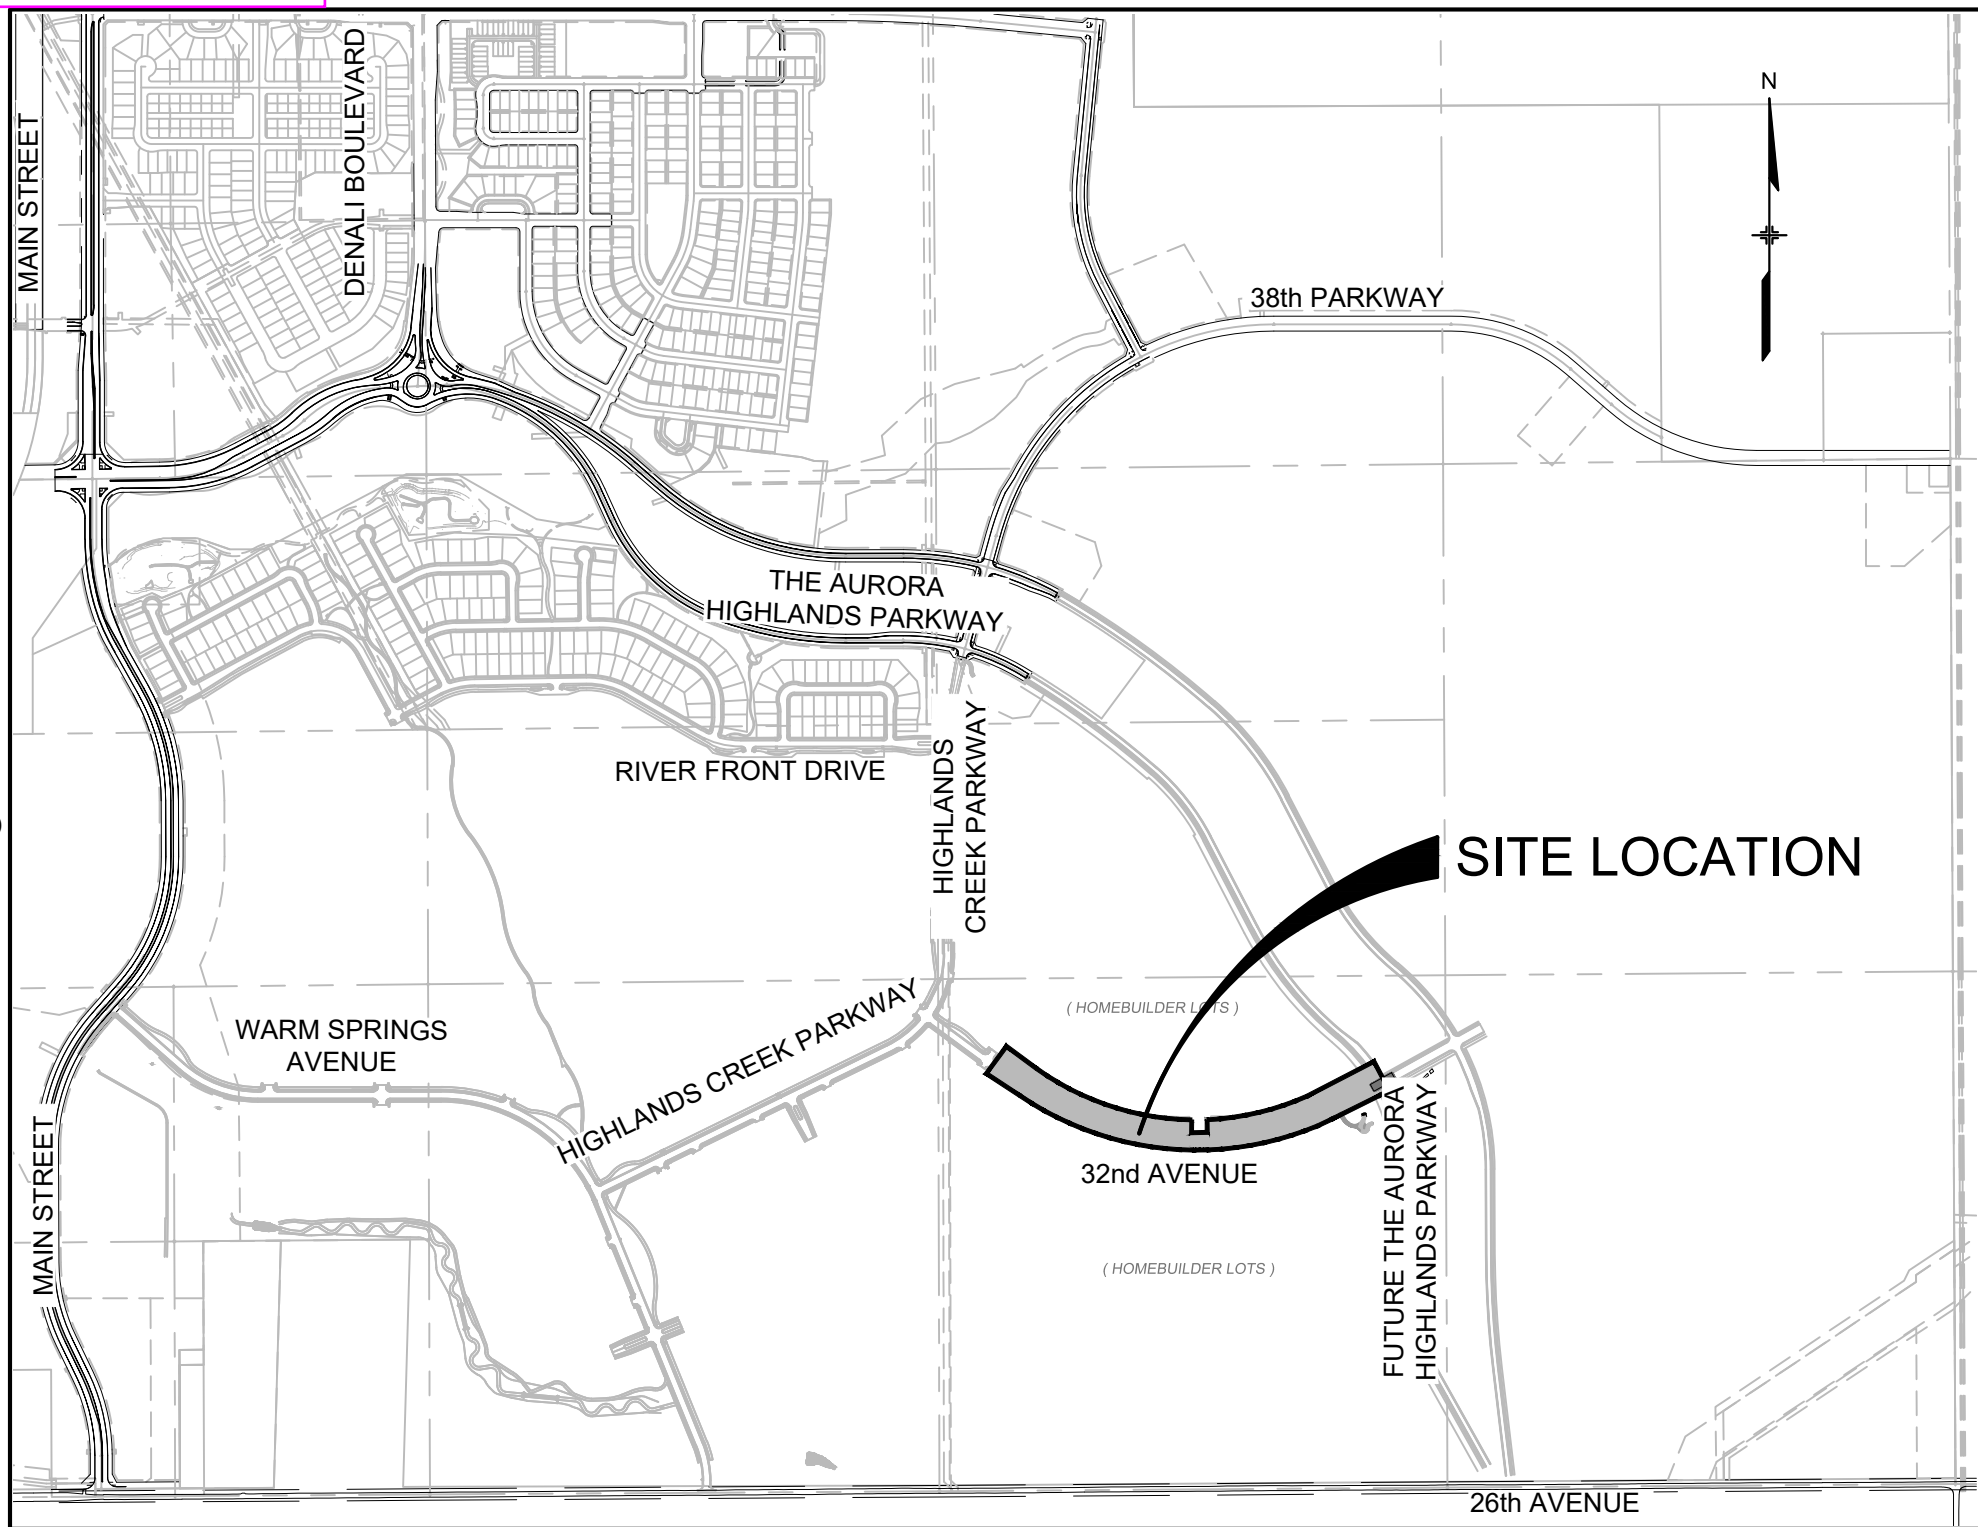 MAIN STREET
DENALI BOULEVARD
N
38th PARKWAY
THE AURORA
HIGHLANDS PARKWAY
RIVER FRONT DRIVE
HIGHLANDS
CREEK PARKWAY
SITE LOCATION
( HOMEBUILDER LOTS )
WARM SPRINGS
AVENUE
HIGHLANDS CREEK PARKWAY
32nd AVENUE
MAIN STREET
FUTURE THE AURORA
HIGHLANDS PARKWAY
( HOMEBUILDER LOTS )
26th AVENUE